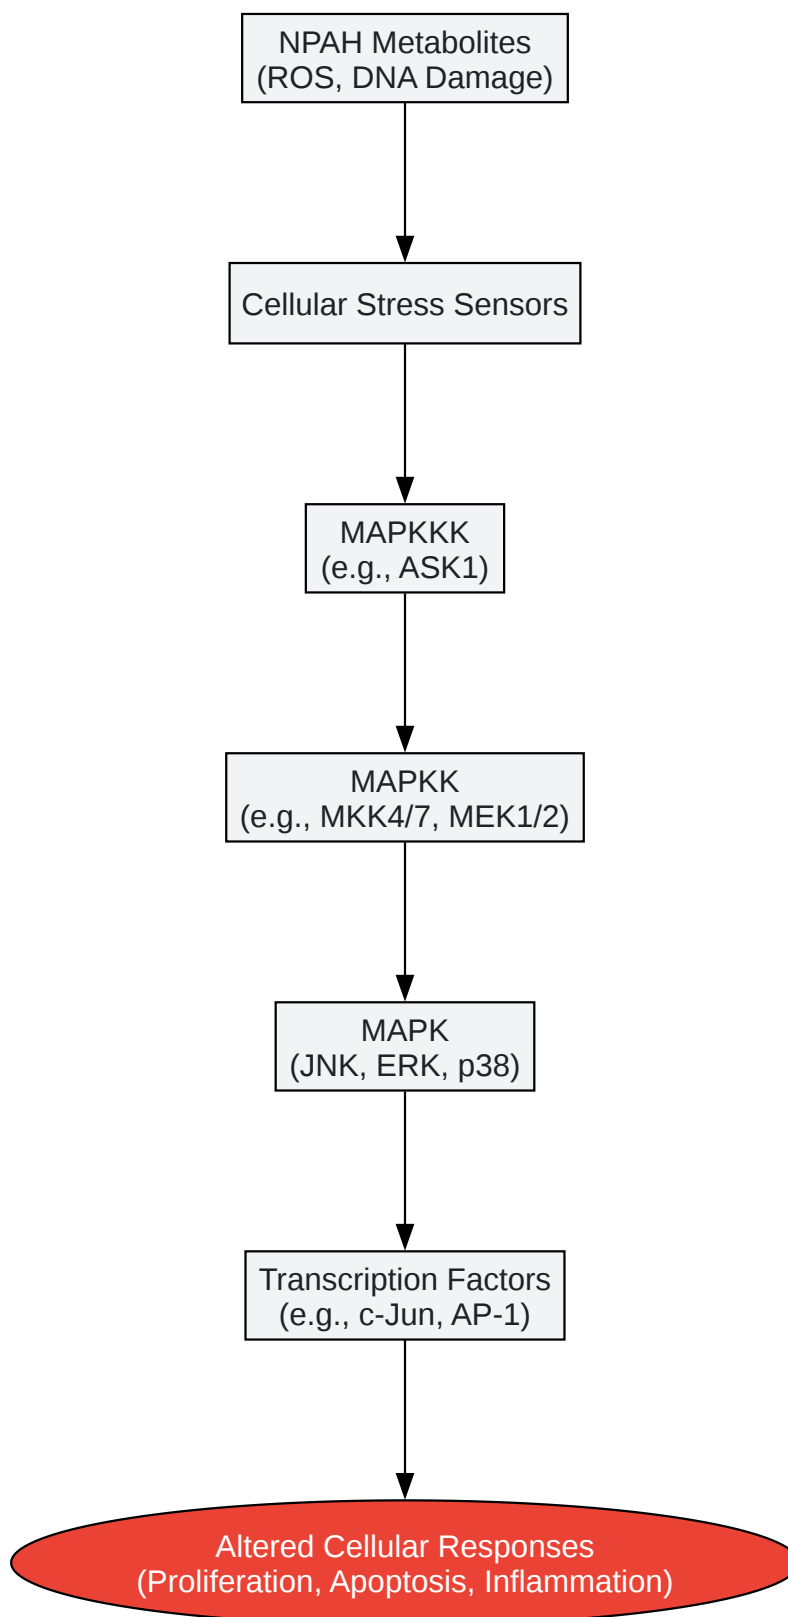 NPAH Metabolites
(ROS, DNA Damage)
Cellular Stress Sensors
MAPKKK
(e.g., ASK1)
MAPKK
(e.g., MKK4/7, MEK1/2)
MAPK
(JNK, ERK, p38)
Transcription Factors
(e.g., c-Jun, AP-1)
Altered Cellular Responses
(Proliferation, Apoptosis, Inflammation)